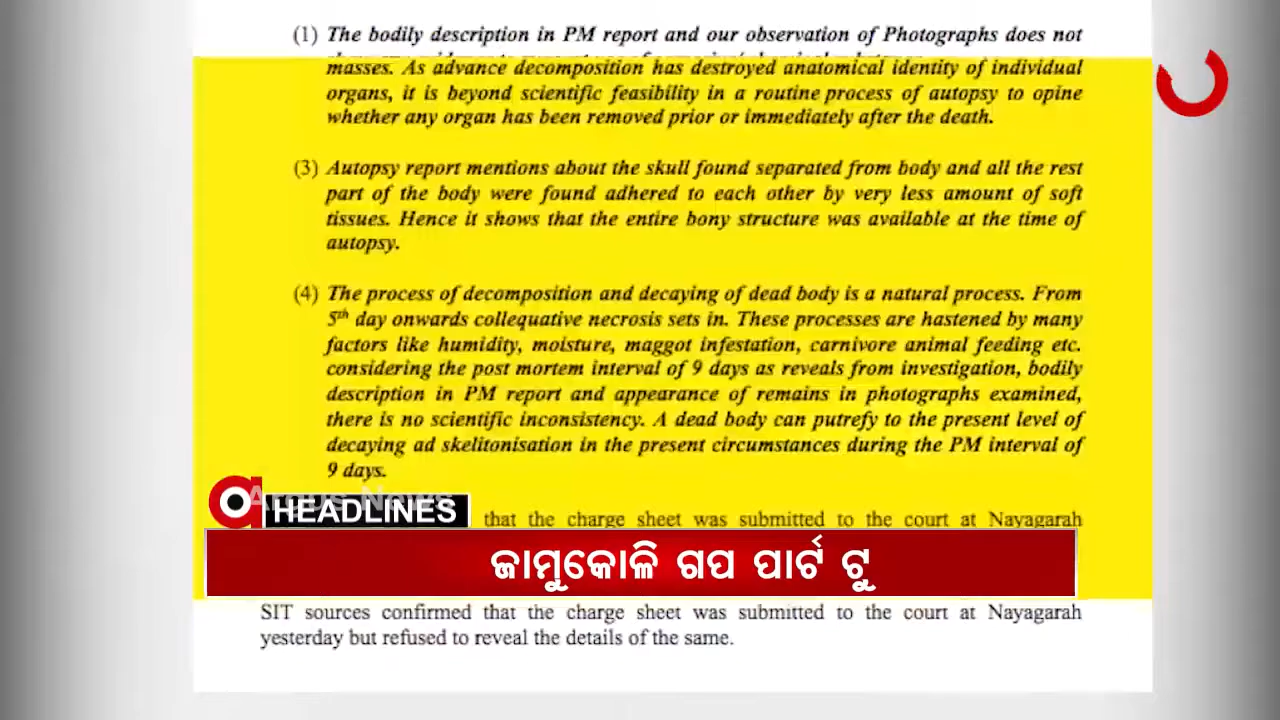 (1) The bodily description in PM report and our observation of Photographs does not
masses. As advance decomposition has destroyed anatomical identity of individual
organs, it is beyond scientific feasibility in a routine process of autopsy to opine
whether any organ has been removed prior or immediately after the death.
(3) Autopsy report mentions about the skull found separated from body and all the rest
part of the body were found adhered to each other by very less amount of soft
tissues. Hence it shows that the entire bony structure was available at the time of
autopsy.
(4) The process of decomposition and decaying of dead body is a natural process. From
5th day onwards collequative necrosis sets in. These processes are hastened by many
factors like humidity, moisture, maggot infestation, carnivore animal feeding etc.
considering the post mortem interval of 9 days as reveals from investigation, bodily
description in PM report and appearance of remains in photographs examined,
there is no scientific inconsistency. A dead body can putrefy to the present level of
decaying ad skelitonisation in the present circumstances during the PM interval of
9 days.
Argus News
HEADLINES
that the charge sheet was submitted to the court at Nayagarah
ଜାମୁକୋଳି ଗପ ପାର୍ଟ ଟୁ
SIT sources confirmed that the charge sheet was submitted to the court at Nayagarah
yesterday but refused to reveal the details of the same.